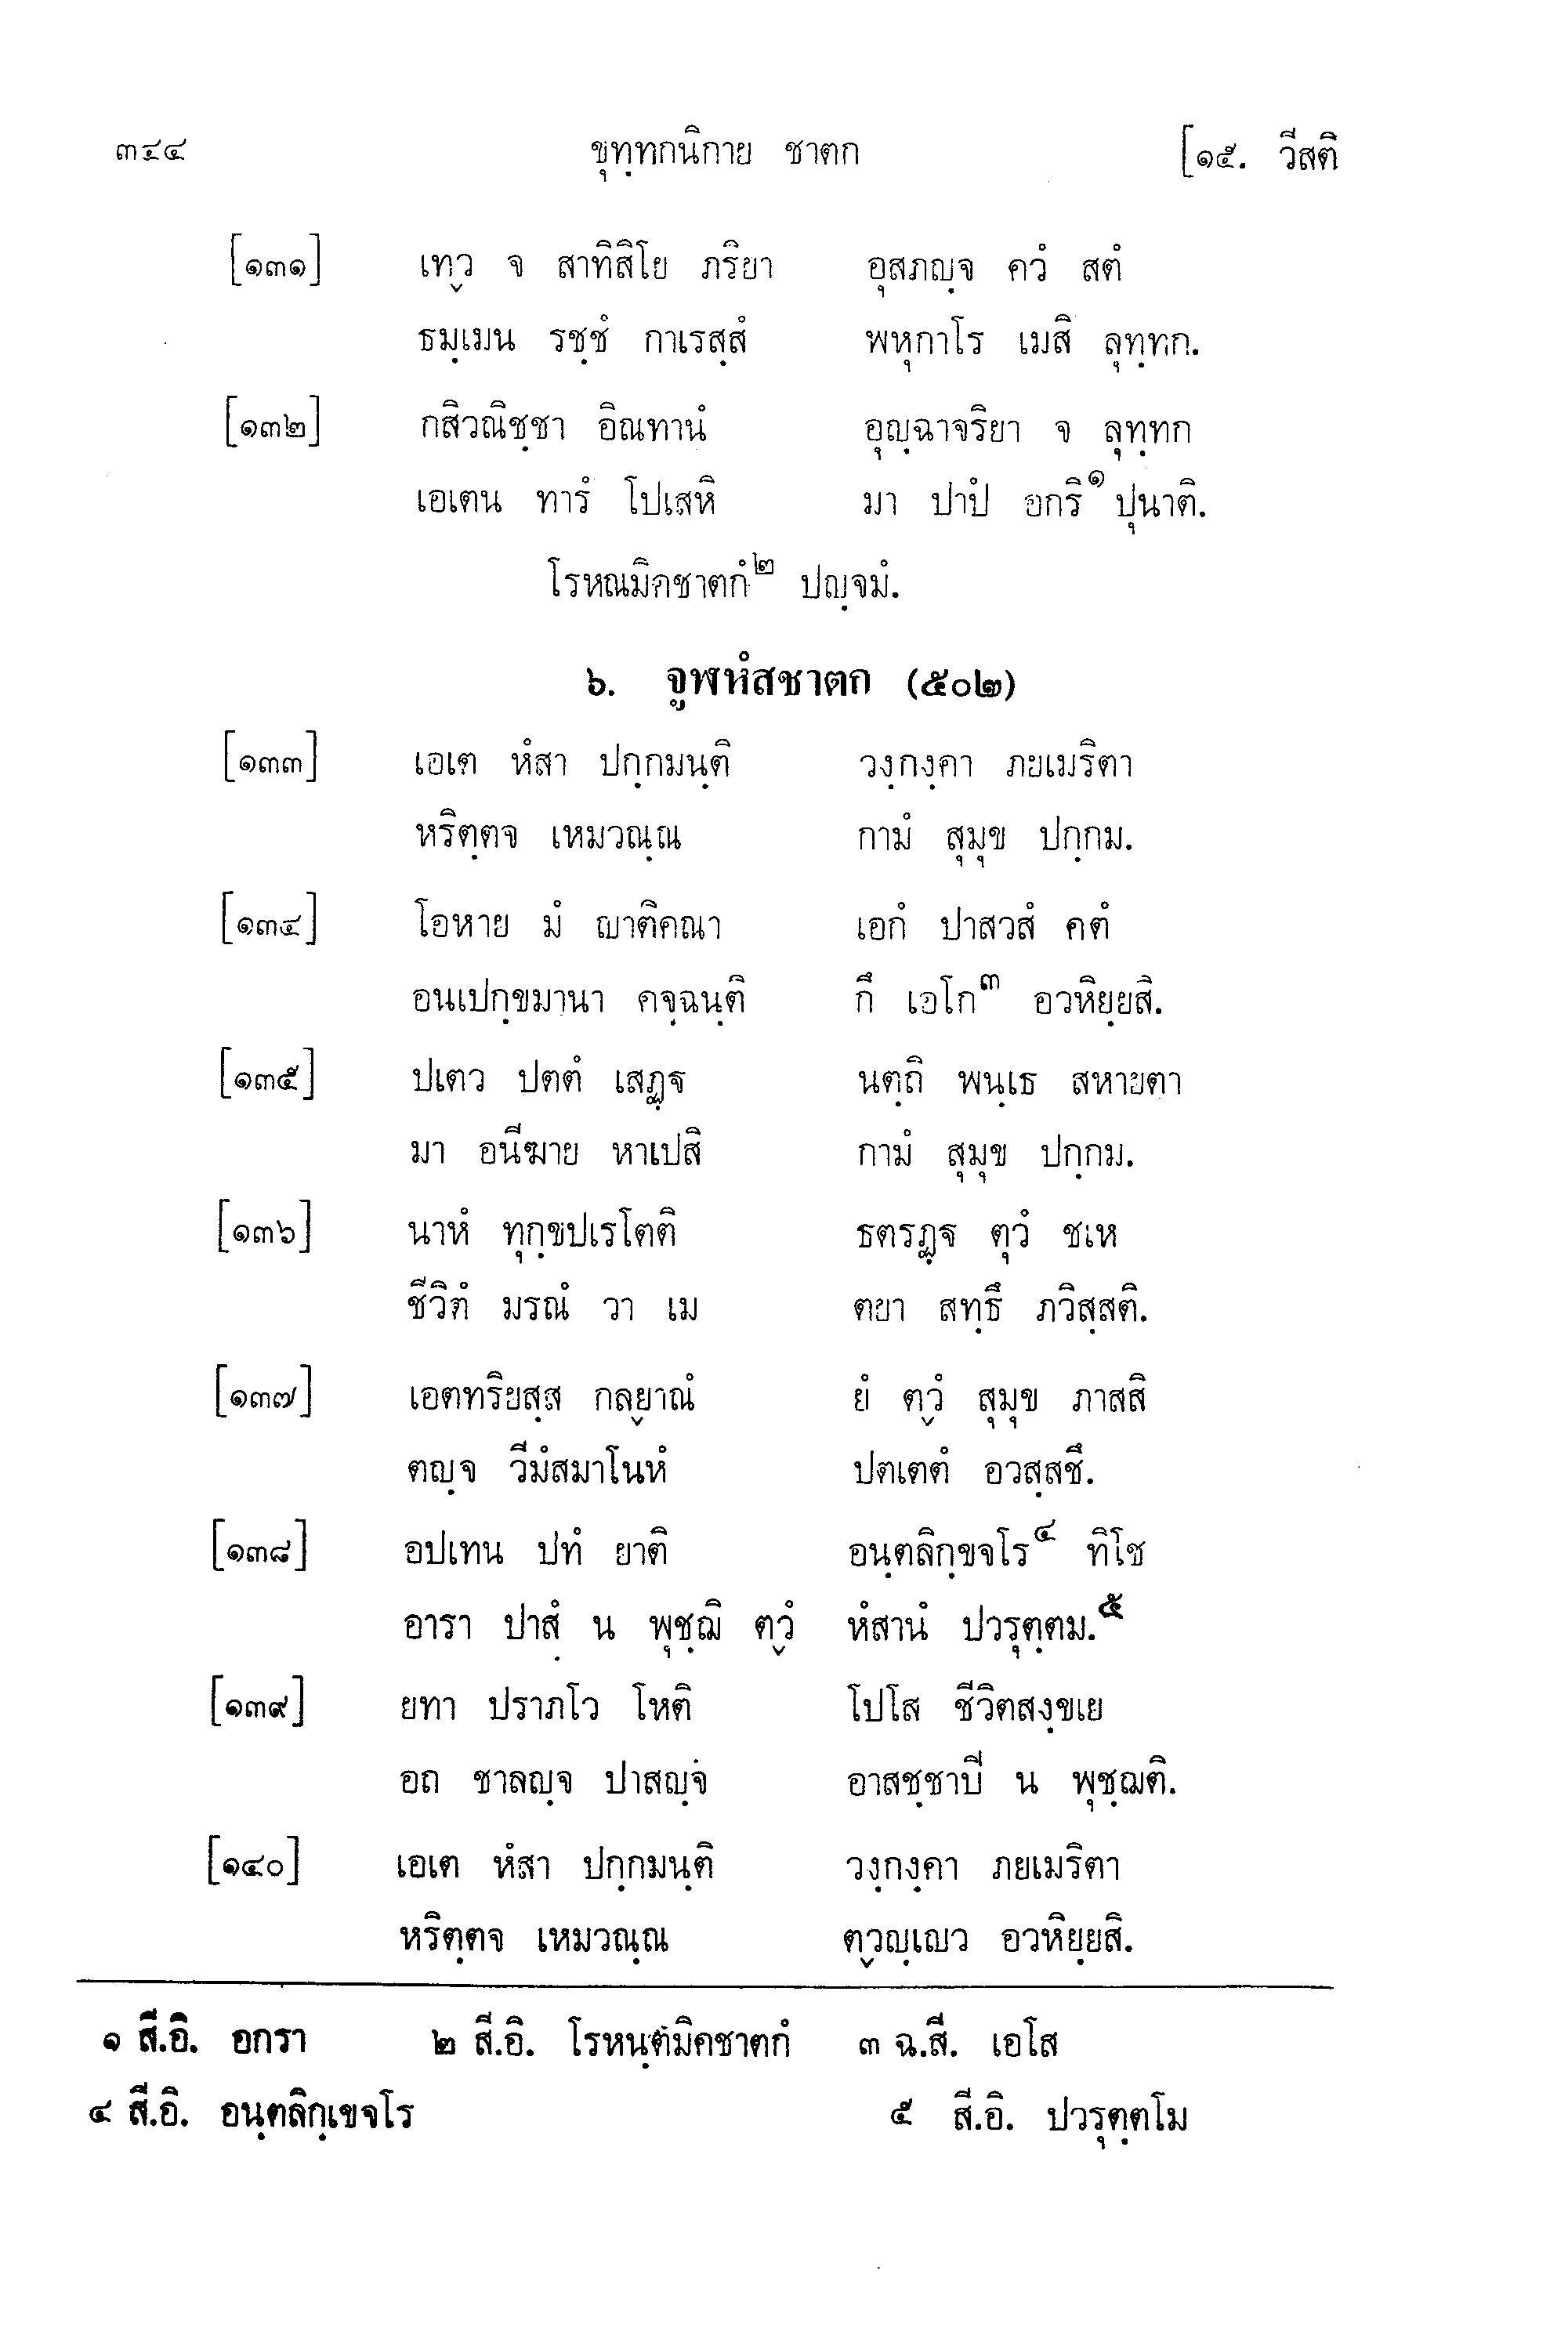 ๓๔๔ ขุทฺทกนิกาย ชาตก [๑๕. วีสติ
[๑๓๑] เทฺว จ สาทิสิโย ภริยา อุสภญฺจ ควํ สตํ
ธมฺเมน รชฺชํ กาเรสฺสํ พหุกาโร เมสิ ลุทฺทก.
[๑๓๒] กสิวณิชฺชา อิณทานํ อุญฺฉาจริยา จ ลุทฺทก
เอเตน ทารํ โปเสหิ มา ปาปํ อกริ๑ ปุนาติ.
โรหณมิคชาตกํ๒ ปญฺจมํ.
๖. จูฬหํสชาตก (๕๐๒)
[๑๓๓] เอเต หํสา ปกฺกมนฺติ วงฺกงฺคา ภยเมริตา
หริตฺตจ เหมวณฺณ กามํ สุมุข ปกฺกม.
[๑๓๔] โอหาย มํ ญาติคณา เอกํ ปาสวสํ คตํ
อนเปกฺขมานา คจฺฉนฺติ กึ เอโก๓ อวหิยฺยสิ.
[๑๓๕] ปเตว ปตตํ เสฏฺฐ นตฺถิ พนฺเธ สหายตา
มา อนีฆาย หาเปสิ กามํ สุมุข ปกฺกม.
[๑๓๖] นาหํ ทุกฺขปเรโตติ ธตรฏฺฐ ตุวํ ชเห
ชีวิตํ มรณํ วา เม ตยา สทฺธึ ภวิสฺสติ.
[๑๓๗] เอตทริยสฺส กลฺยาณํ ยํ ตฺวํ สุมุข ภาสสิ
ตญฺจ วีมํสมาโนหํ ปตเตตํ อวสฺสชึ.
[๑๓๘] อปเทน ปทํ ยาติ อนฺตลิกฺขจโร๔ ทิโช
อารา ปาสํ น พุชฺฌิ ตฺวํ หํสานํ ปวรุตฺตม.๕
[๑๓๙] ยทา ปราภโว โหติ โปโส ชีวิตสงฺขเย
อถ ชาลญฺจ ปาสญฺจ อาสชฺชาปี น พุชฺฌติ.
[๑๔๐] เอเต หํสา ปกฺกมนฺติ วงฺกงฺคา ภยเมริตา
หริตฺตจ เหมวณฺณ ตฺวญฺเญว อวหิยฺยสิ.
๑ สี.อิ. อกรา ๒ สี.อิ. โรหนฺตมิคชาตกํ ๓ ฉ.สี. เอโส
๔ สี.อิ. อนฺตลิกฺเขจโร ๕ สี.อิ. ปวรุตฺตโม